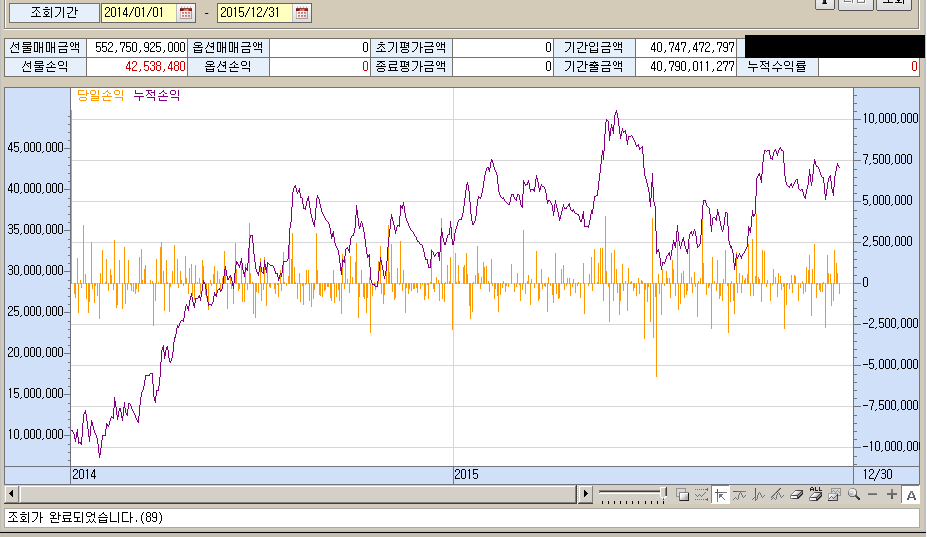 조회기간 2014/01/01 - 2015/12/31
선물매매금액 552,750,925,000 옵션매매금액 0 초기평가금액 0 기간입금액 40,747,472,797
선물손익 42,538,480 옵션손익 0 종료평가금액 0 기간출금액 40,790,011,277 누적수익률 0
당일손익 누적손익
45,000,000
40,000,000
35,000,000
30,000,000
25,000,000
20,000,000
15,000,000
10,000,000
10,000,000
7,500,000
5,000,000
2,500,000
0
-2,500,000
-5,000,000
-7,500,000
-10,000,000
2014 2015 12/30
ALL
A
조회가 완료되었습니다.(89)